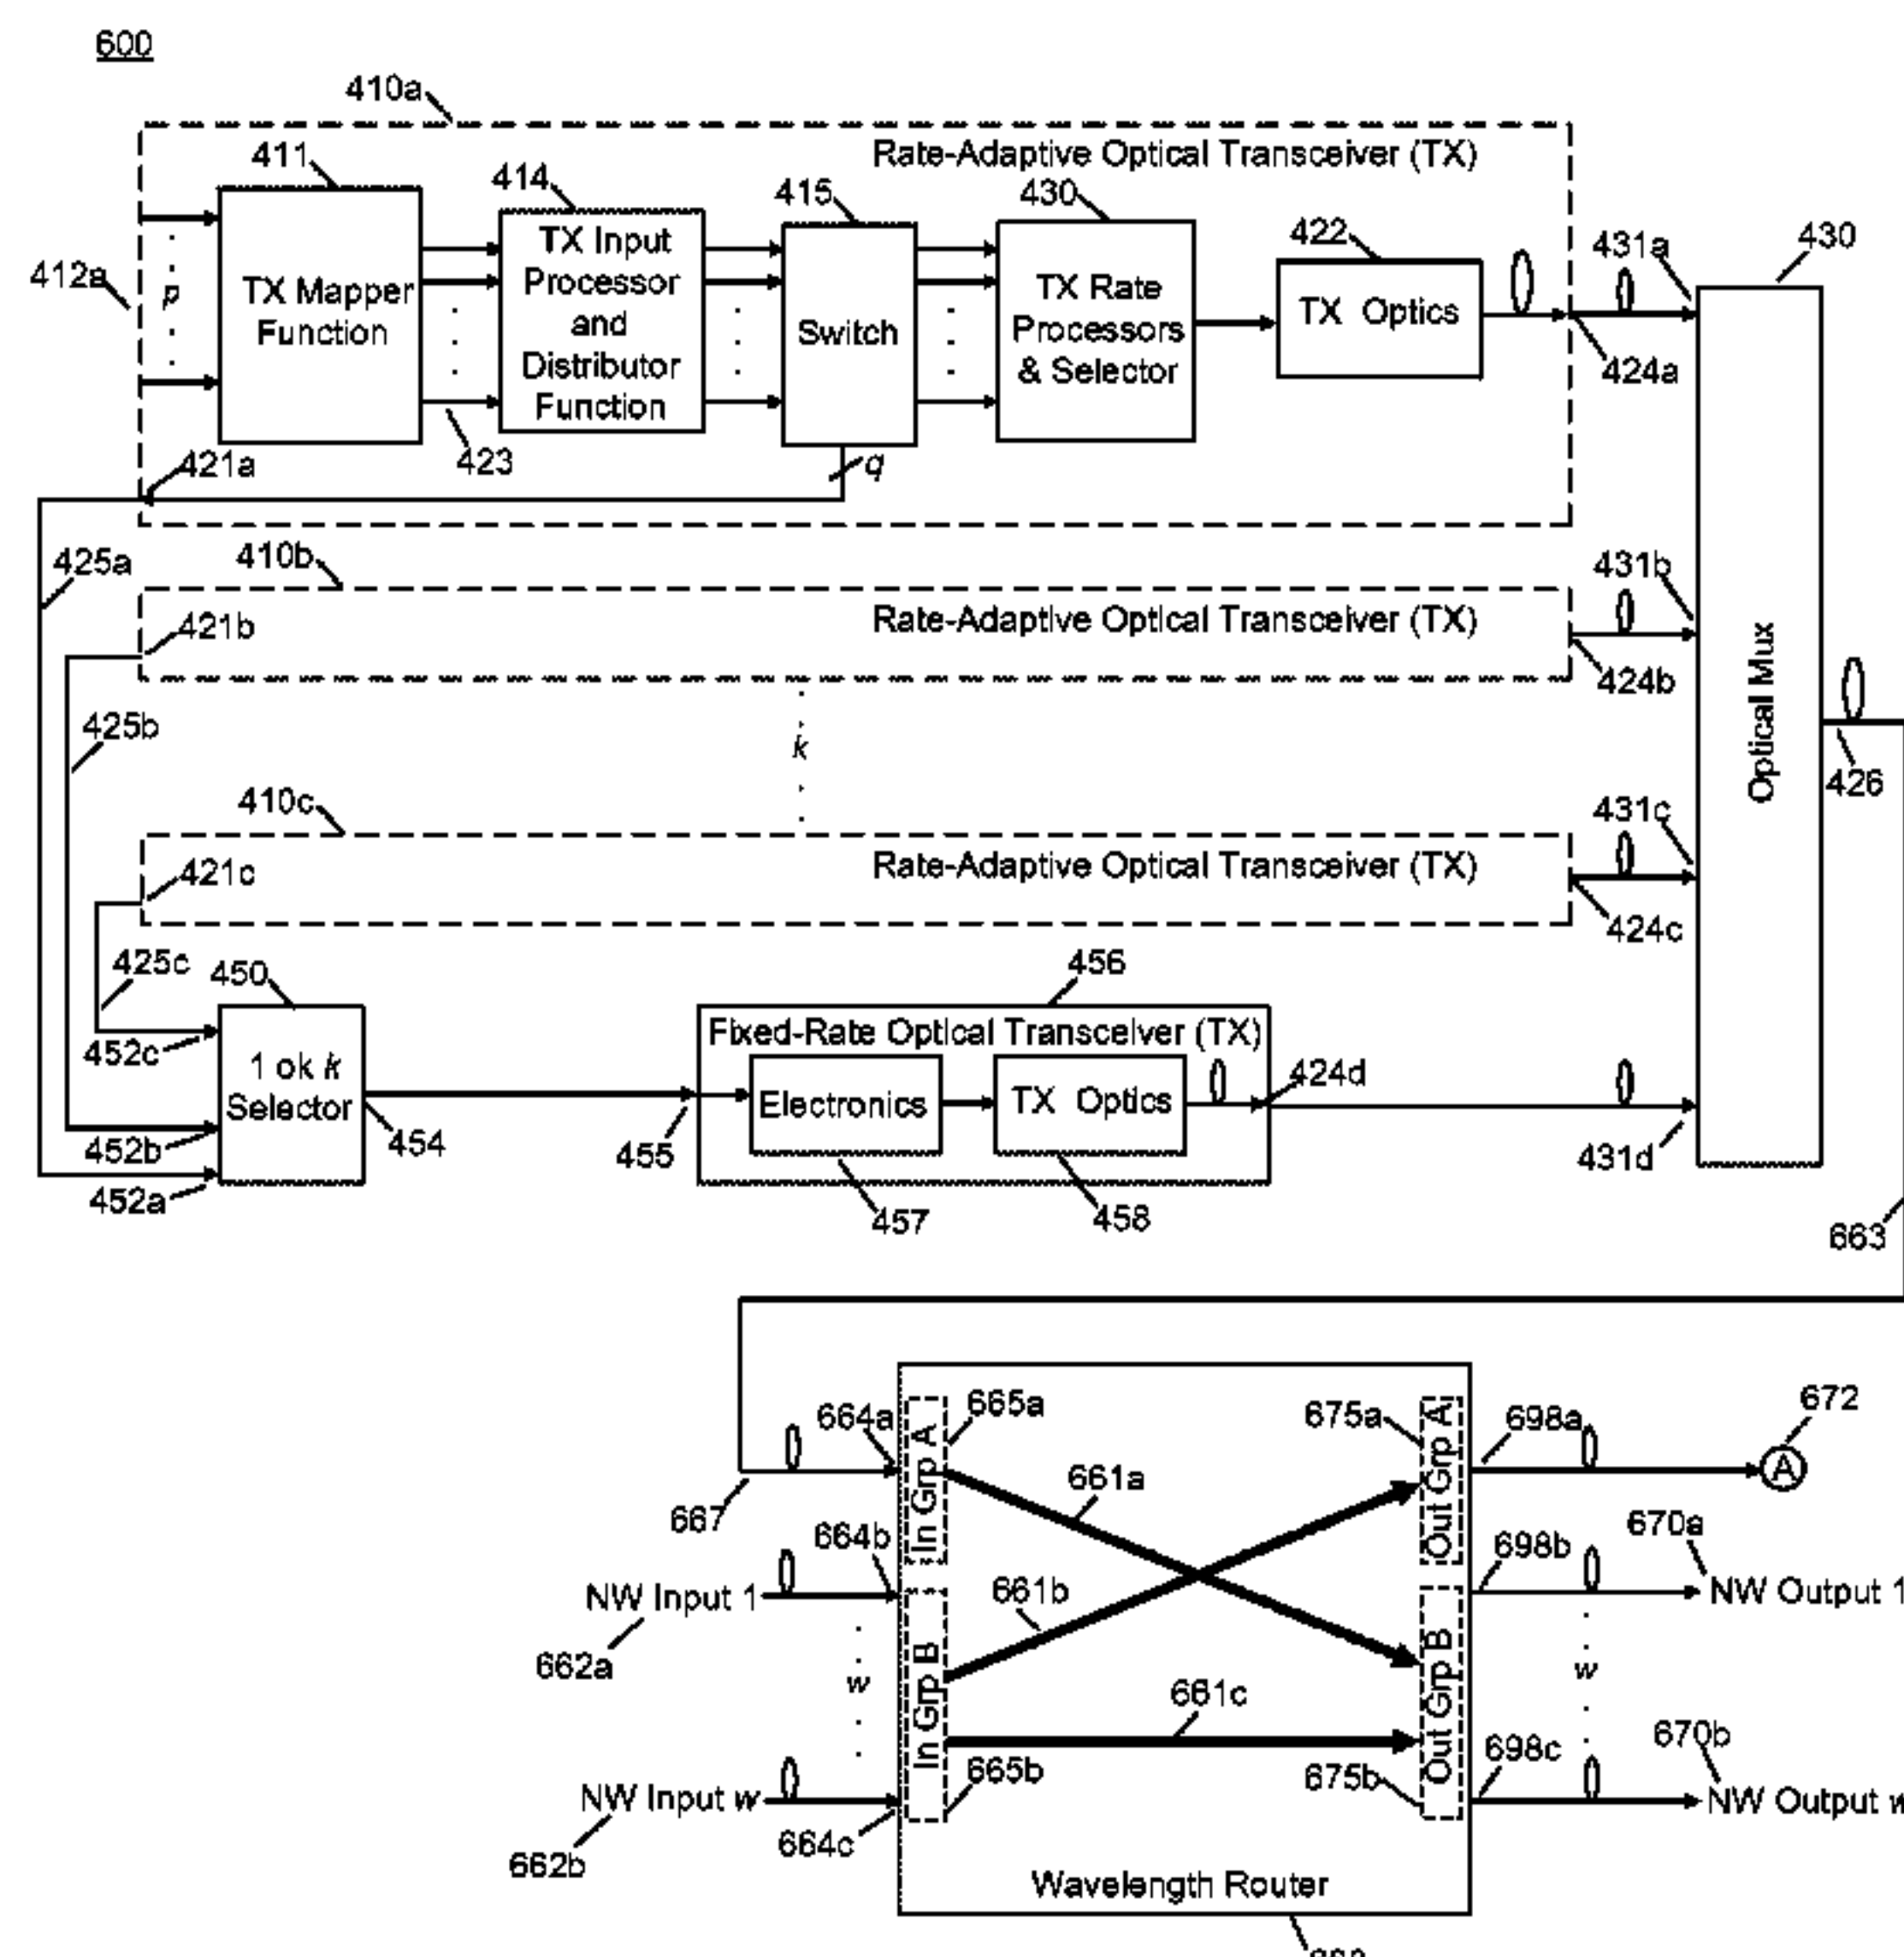 600
410a
Rate-Adaptive Optical Transceiver (TX)
411
414
415
430
422
431a
430
412a
p
TX Mapper
Function
TX Input
Processor
and
Distributor
Function
Switch
TX Rate
Processors
& Selector
TX Optics
424a
423
421a
q
425a
410b
Rate-Adaptive Optical Transceiver (TX)
431b
421b
424b
425b
k
Optical Mux
426
410c
Rate-Adaptive Optical Transceiver (TX)
431c
421c
424c
425c
450
456
Fixed-Rate Optical Transceiver (TX)
452c
1 ok k
Selector
Electronics
TX Optics
424d
452b
454
455
431d
452a
457
458
663
664a
665a
675a
698a
672
In Grp A
Out Grp A
A
661a
667
664b
670a
698b
NW Input 1
661b
NW Output 1
662a
w
In Grp B
Out Grp B
w
661c
670b
665b
675b
698c
NW Input w
NW Output w
664c
662b
Wavelength Router